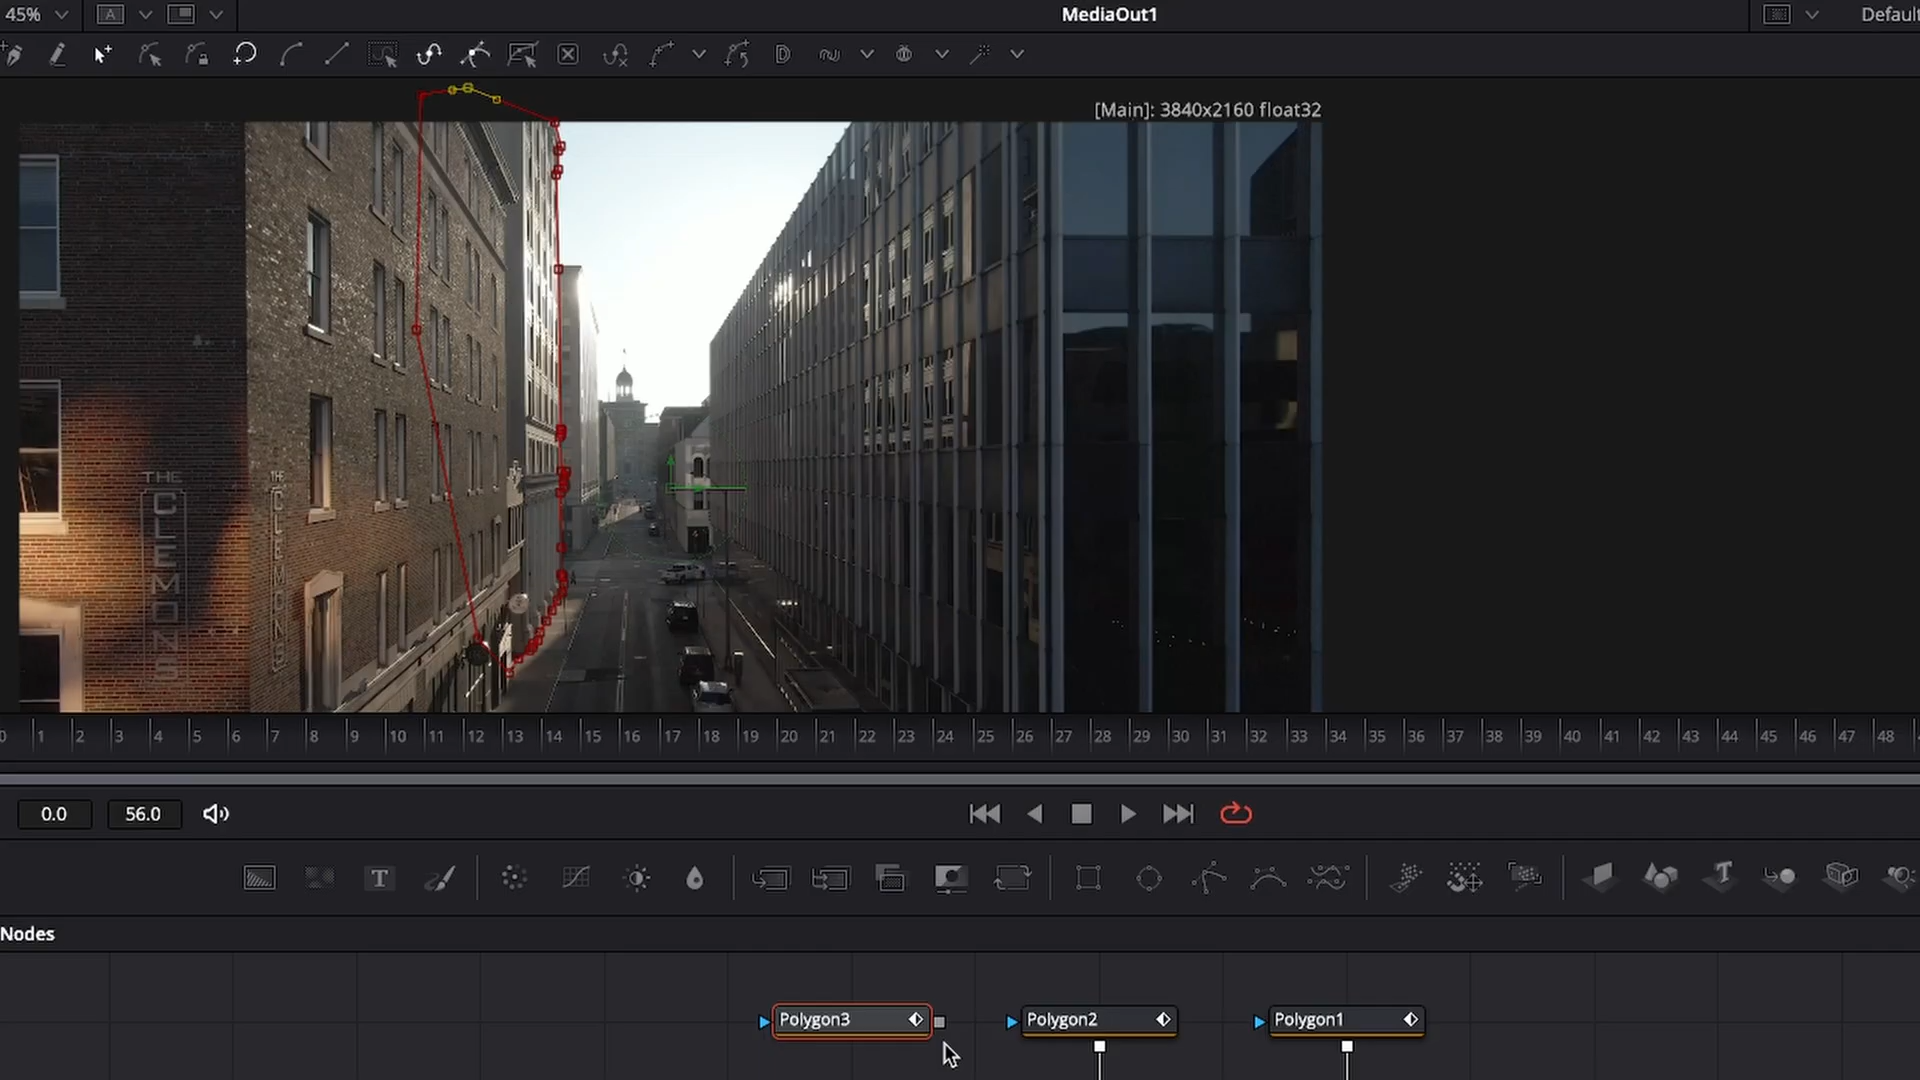 45%
A
MediaOut1
Default
[Main]: 3840x2160 float32
THE
CLEMONS
THE
CLEMONS
0 1 2 3 4 5 6 7 8 9 10 11 12 13 14 15 16 17 18 19 20 21 22 23 24 25 26 27 28 29 30 31 32 33 34 35 36 37 38 39 40 41 42 43 44 45 46 47 48
0.0
56.0
T
T
Nodes
Polygon3
Polygon2
Polygon1